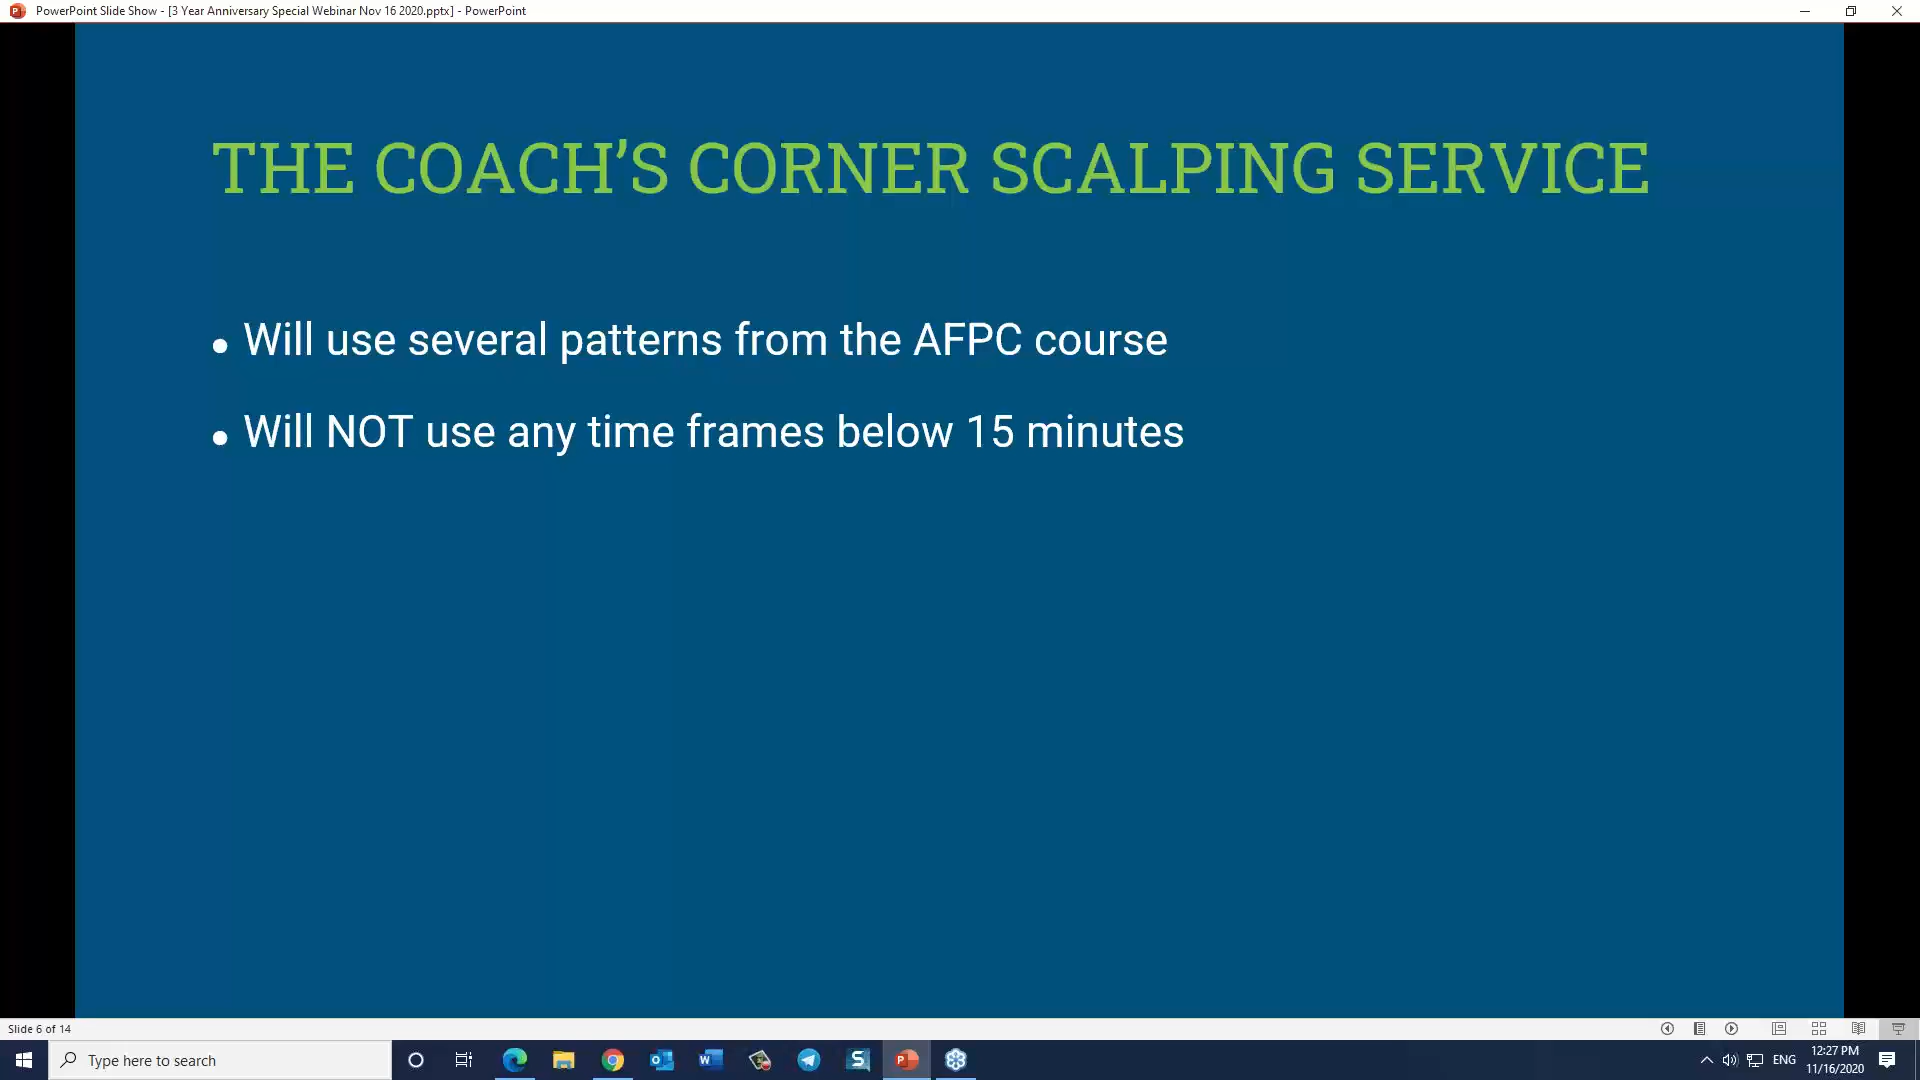 PowerPoint Slide Show - [3 Year Anniversary Special Webinar Nov 16 2020.pptx] - PowerPoint
THE COACH’S CORNER SCALPING SERVICE
• Will use several patterns from the AFPC course
• Will NOT use any time frames below 15 minutes
Slide 6 of 14
Type here to search
ENG
12:27 PM
11/16/2020